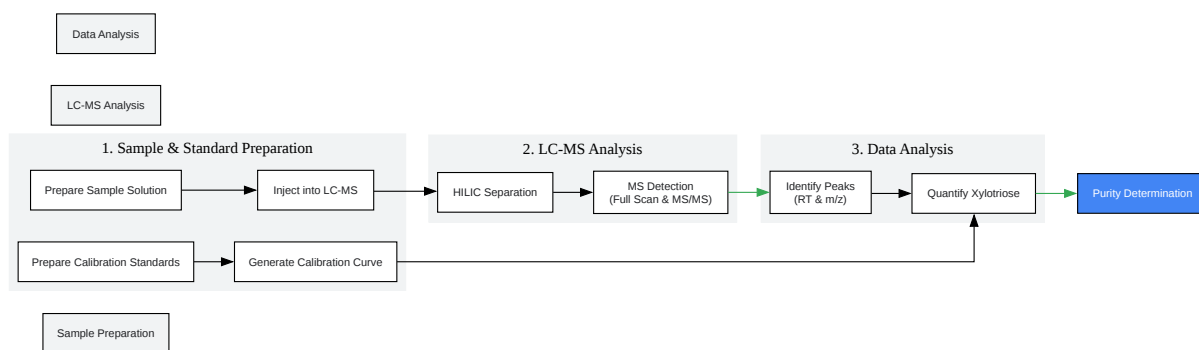 Data Analysis
LC-MS Analysis
1. Sample & Standard Preparation
Prepare Sample Solution
Inject into LC-MS
Prepare Calibration Standards
Generate Calibration Curve
2. LC-MS Analysis
HILIC Separation
MS Detection
(Full Scan & MS/MS)
3. Data Analysis
Identify Peaks
(RT & m/z)
Quantify Xylotriose
Purity Determination
Sample Preparation